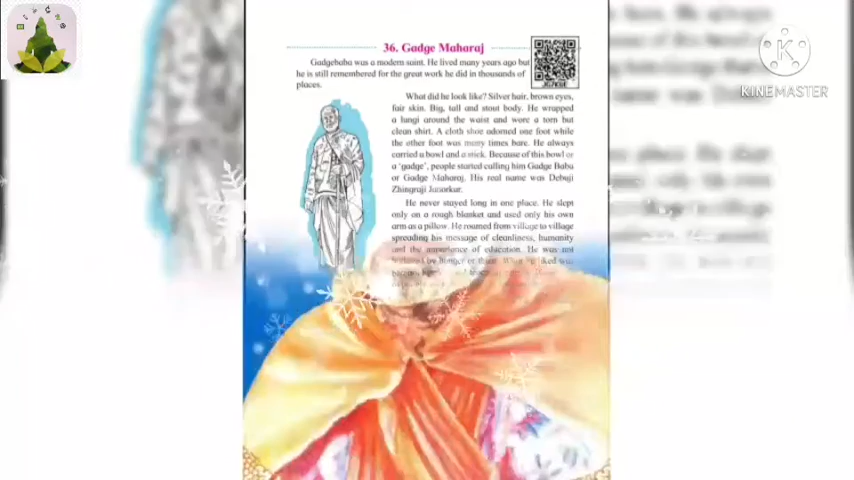 36. Gadge Maharaj
Gadgebaba was a modern saint. He lived many years ago but
he is still remembered for the great work he did in thousands of
places.
What did he look like? Silver hair, brown eyes,
fair skin. Big, tall and stout body. He wrapped
a lungi around the waist and wore a torn but
clean shirt. A cloth shoe adorned one foot while
the other foot was many times bare. He always
carried a bowl and a stick. Because of this bowl or
a 'gadge', people started calling him Gadge Baba
or Gadge Maharaj. His real name was Debuji
Zhingraji Janorkar.
He never stayed long in one place. He slept
only on a rough blanket and used only his own
arm as a pillow. He roamed from village to village
spreading his message of cleanliness, humanity
and the importance of education. He was not
by hunger or
KINEMASTER